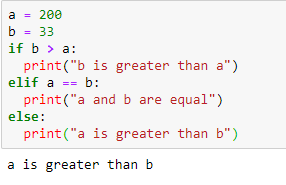 a = 200
b = 33
if b > a:
  print("b is greater than a")
elif a == b:
  print("a and b are equal")
else:
  print("a is greater than b")
a is greater than b